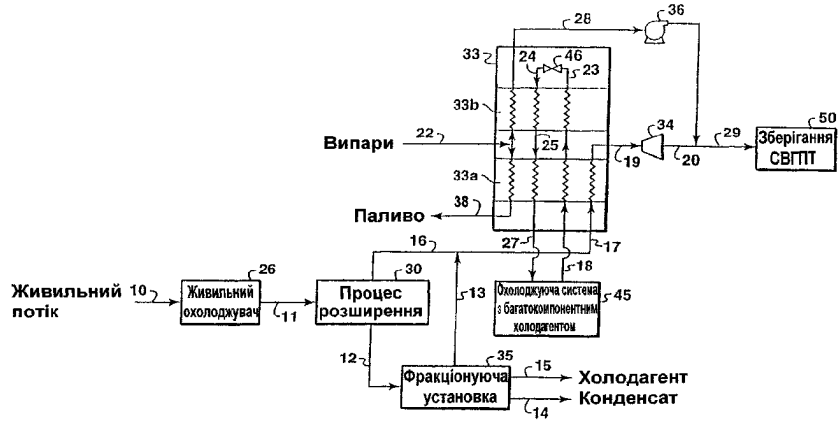 28
36
33
24
46
23
33b
50
34
Випари
22
25
29
Зберігання
СВГПТ
19
20
33a
38
Паливо
16
27
17
26
30
18
Живильний
потік
10
Живильний
охолоджувач
11
Процес
розширення
13
Охолоджуюча система
з багатокомпонентним
холодагентом
45
12
35
Фракціонуюча
установка
15
Холодагент
14
Конденсат